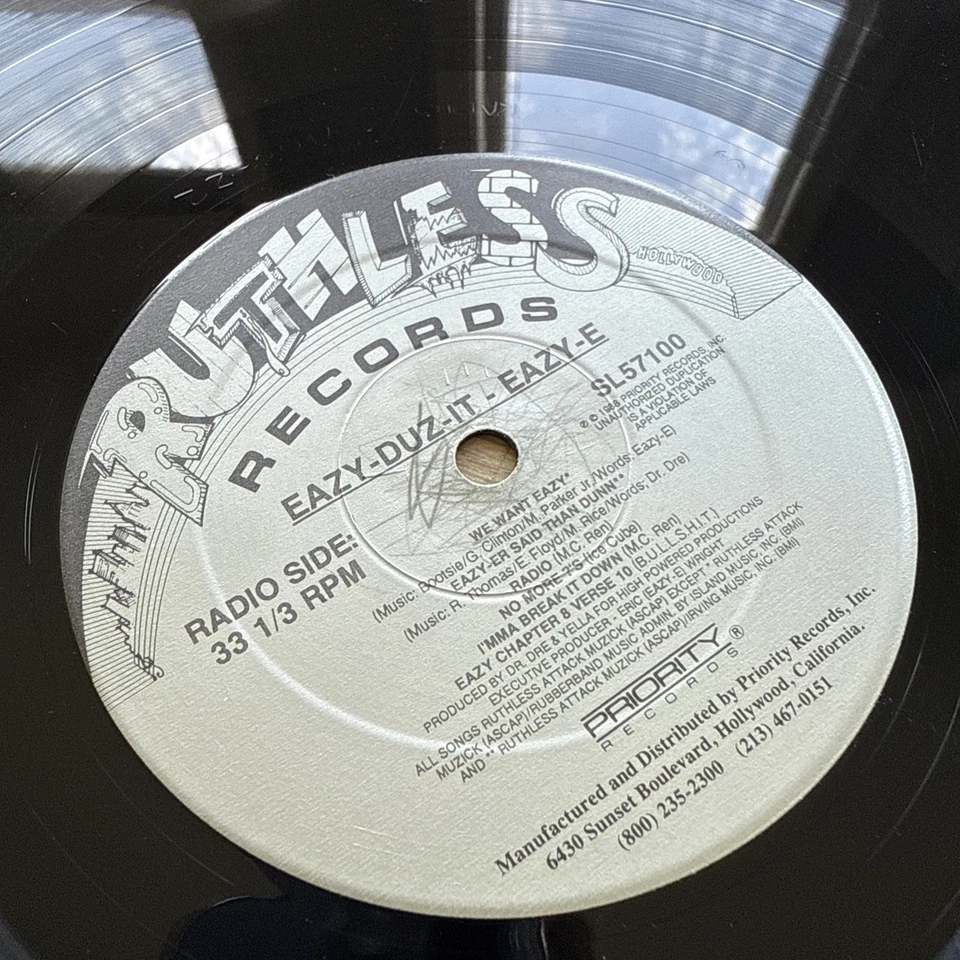 RUTHLESS
HOLLYWOOD
RECORDS
EAZY-DUZ-IT - EAZY-E
SL57100
RADIO SIDE:
33 1/3 RPM
℗ © 1988 PRIORITY RECORDS, INC.
UNAUTHORIZED DUPLICATION
IS A VIOLATION OF
APPLICABLE LAWS
WE WANT EAZY*
(Music: Bootsie/G. Clinton/M. Parker Jr./Words: Eazy-E)
EAZY-ER SAID THAN DUNN**
(Music: R. Thomas/E. Floyd/M. Rice/Words: Dr. Dre)
RADIO (M.C. Ren)
NO MORE ?'S (Ice Cube)
I'MMA BREAK IT DOWN (M.C. Ren)
EAZY CHAPTER 8 VERSE 10 (B.U.L.L.S.H.I.T.)
PRODUCED BY DR. DRE & YELLA FOR HIGH POWERED PRODUCTIONS
EXECUTIVE PRODUCER - ERIC (EAZY-E) WRIGHT
ALL SONGS RUTHLESS ATTACK MUZICK (ASCAP) EXCEPT * RUTHLESS ATTACK
MUZICK (ASCAP)/RUBBERBAND MUSIC ADMIN. BY ISLAND MUSIC INC. (BMI)
AND ** RUTHLESS ATTACK MUZICK (ASCAP)/IRVING MUSIC, INC. (BMI)
PRIORITY ®
RECORDS
Manufactured and Distributed by Priority Records, Inc.
6430 Sunset Boulevard, Hollywood, California.
(800) 235-2300 (213) 467-0151